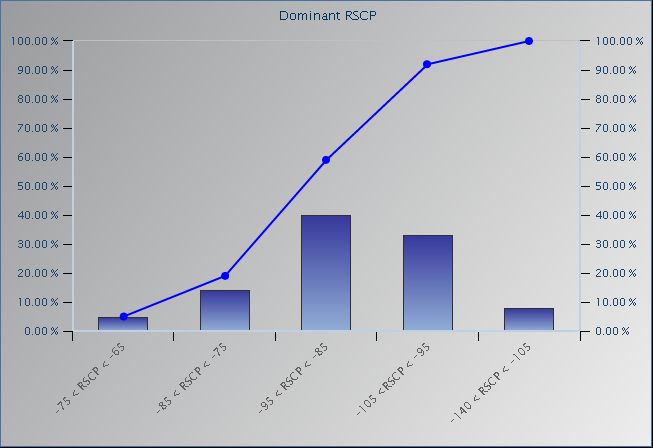 Dominant RSCP
100.00 % 100.00 %
90.00 % 90.00 %
80.00 % 80.00 %
70.00 % 70.00 %
60.00 % 60.00 %
50.00 % 50.00 %
40.00 % 40.00 %
30.00 % 30.00 %
20.00 % 20.00 %
10.00 % 10.00 %
0.00 % 0.00 %
-75 < RSCP < -65
-85 < RSCP < -75
-95 < RSCP < -85
-105 <RSCP < -95
-140 < RSCP < -105